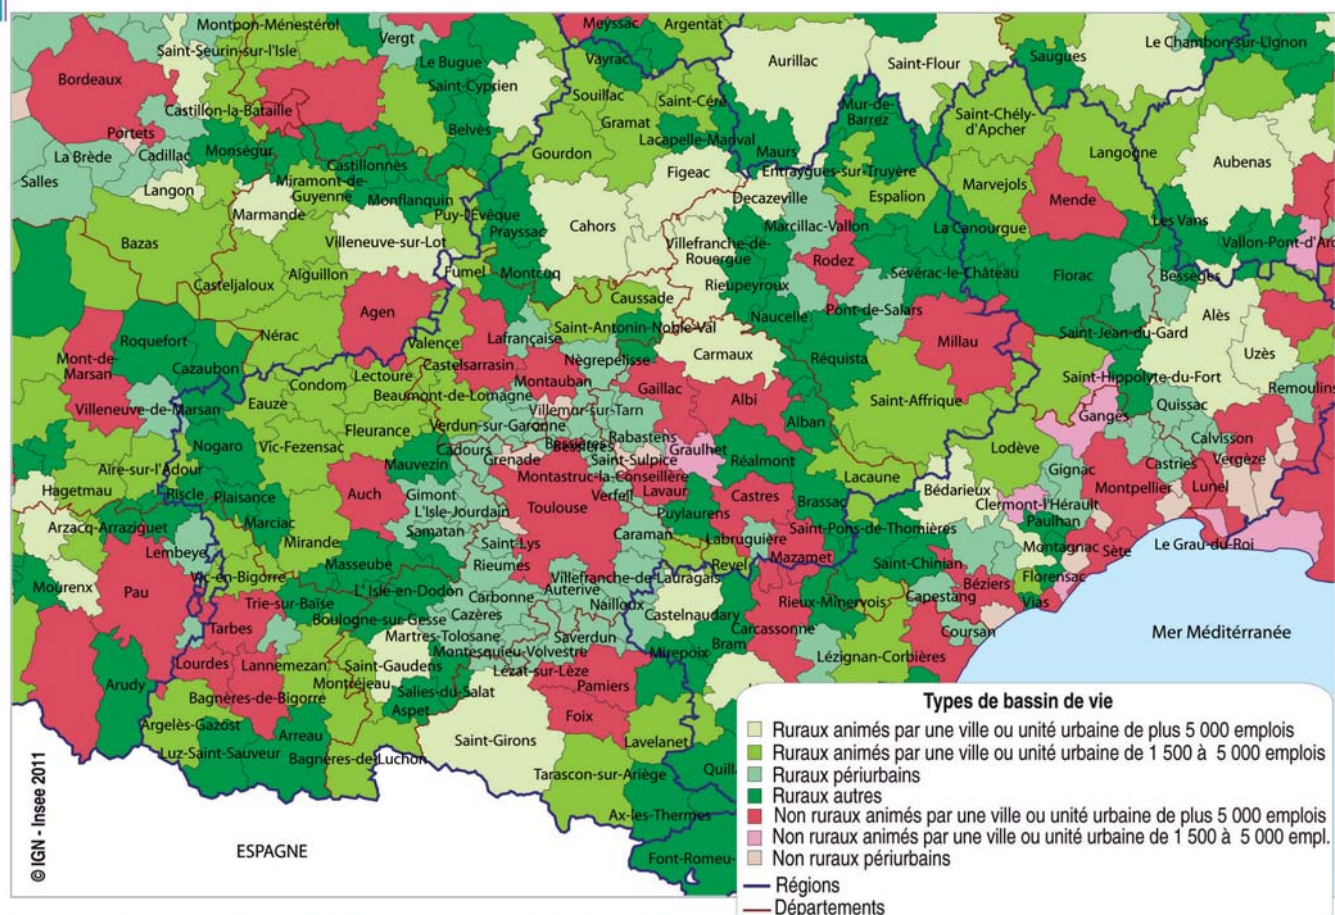 Montpon-Ménestérol
Meyssac
Argentat
Vergt
Saint-Seurin-sur-l'Isle
Le Chambon-sur-Lignon
Bordeaux
Le Bugue
Vayrac
Aurillac
Saint-Flour
Saugues
Saint-Cyprien
Souillac
Saint-Céré
Mur-de-
Barrez
Castillon-la-Bataille
Gramat
Saint-Chély-
d'Apcher
Portets
Belvès
Lacapelle-Marival
La Brède
Cadillac
Monségur
Gourdon
Maurs
Langogne
Aubenas
Castillonnès
Figeac
Entraygues-sur-Truyère
Salles
Langon
Miramont-de-
Guyenne
Monflanquin
Decazeville
Espalion
Marvejols
Mende
Marmande
Puy-l'Evêque
Prayssac
Cahors
Marcillac-Vallon
La Canourgue
Les Vans
Bazas
Villeneuve-sur-Lot
Villefranche-de-
Rouergue
Rodez
Vallon-Pont-d'Arc
Aiguillon
Fumel
Montcuq
Rieupeyroux
Sévérac-le-Château
Florac
Bessèges
Casteljaloux
Caussade
Agen
Naucelle
Pont-de-Salars
Alès
Roquefort
Nérac
Valence
Lafrançaise
Saint-Antonin-Noble-Val
Saint-Jean-du-Gard
Mont-de-
Marsan
Cazaubon
Castelsarrasin
Nègrepelisse
Carmaux
Réquista
Millau
Uzès
Condom
Lectoure
Montauban
Gaillac
Saint-Hippolyte-du-Fort
Remoulins
Villeneuve-de-Marsan
Eauze
Beaumont-de-Lomagne
Villemur-sur-Tarn
Albi
Saint-Affrique
Ganges
Quissac
Fleurance
Verdun-sur-Garonne
Alban
Nogaro
Vic-Fezensac
Cadours
Bessières
Rabastens
Graulhet
Lodève
Calvisson
Aire-sur-l'Adour
Mauvezin
Grenade
Saint-Sulpice
Réalmont
Gignac
Castries
Vergèze
Hagetmau
Riscle
Plaisance
Auch
Gimont
Montastruc-la-Conseillère
Lacaune
Bédarieux
Montpellier
Lunel
L'Isle-Jourdain
Toulouse
Verfeil
Lavaur
Castres
Brassac
Clermont-l'Hérault
Arzacq-Arraziguet
Marciac
Samatan
Puylaurens
Saint-Pons-de-Thomières
Paulhan
Lembeye
Mirande
Saint-Lys
Caraman
Labruguière
Montagnac
Sète
Le Grau-du-Roi
Masseube
Rieumes
Revel
Mazamet
Saint-Chinian
Mourenx
Pau
Vic-en-Bigorre
L'Isle-en-Dodon
Villefranche-de-Lauragais
Béziers
Florensac
Trie-sur-Baïse
Carbonne
Auterive
Nailloux
Rieux-Minervois
Capestang
Vias
Tarbes
Boulogne-sur-Gesse
Cazères
Castelnaudary
Martres-Tolosane
Saverdun
Carcassonne
Coursan
Mer Méditérranée
Lourdes
Lannemezan
Saint-Gaudens
Montesquieu-Volvestre
Mirepoix
Bram
Lézignan-Corbières
Arudy
Bagnères-de-Bigorre
Montréjeau
Salies-du-Salat
Lézat-sur-Lèze
Pamiers
Argelès-Gazost
Arreau
Aspet
Foix
Luz-Saint-Sauveur
Bagnères-de-Luchon
Saint-Girons
Lavelanet
Tarascon-sur-Ariège
Ax-les-Thermes
Font-Romeu-
ESPAGNE
© IGN - Insee 2011
Types de bassin de vie
Ruraux animés par une ville ou unité urbaine de plus 5 000 emplois
Ruraux animés par une ville ou unité urbaine de 1 500 à 5 000 emplois
Ruraux périurbains
Ruraux autres
Non ruraux animés par une ville ou unité urbaine de plus 5 000 emplois
Non ruraux animés par une ville ou unité urbaine de 1 500 à 5 000 empl.
Non ruraux périurbains
Régions
Départements